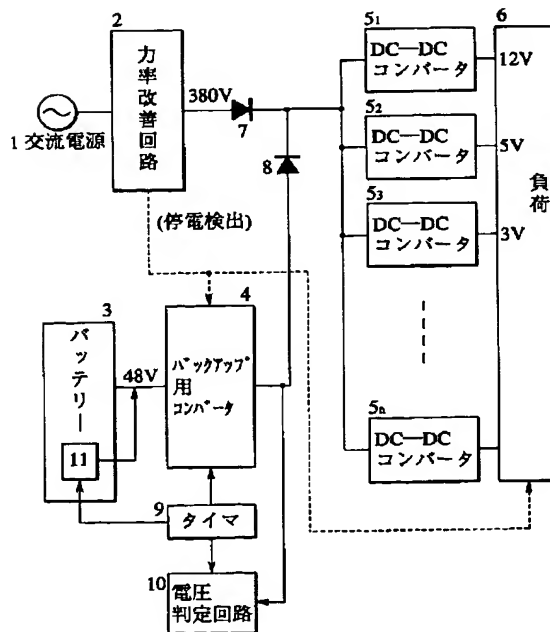 2
力率改善回路
1 交流電源
380V
7
8
(停電検出)
3
バッテリー
11
48V
4
バックアップ
用
コンバータ
9
タイマ
10
電圧
判定回路
5₁
DC—DC
コンバータ
12V
5₂
DC—DC
コンバータ
5V
5₃
DC—DC
コンバータ
3V
5n
DC—DC
コンバータ
6
負荷